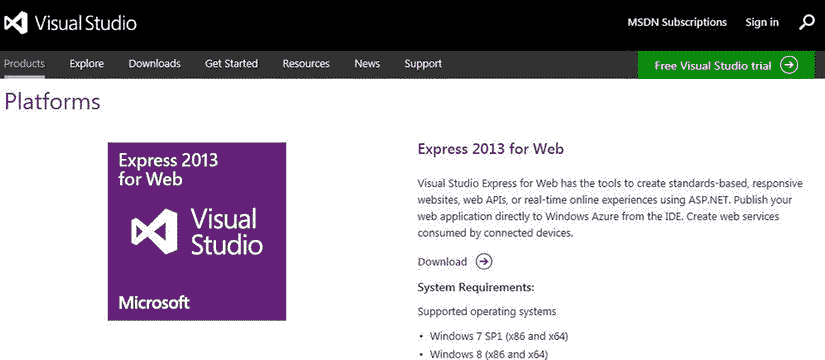 Visual Studio
MSDN Subscriptions Sign in
Products Explore Downloads Get Started Resources News Support
Free Visual Studio trial
Platforms
Express 2013
for Web
Visual
Studio
Microsoft
Express 2013 for Web
Visual Studio Express for Web has the tools to create standards-based, responsive
websites, web APIs, or real-time online experiences using ASP.NET. Publish your
web application directly to Windows Azure from the IDE. Create web services
consumed by connected devices.
Download
System Requirements:
Supported operating systems
• Windows 7 SP1 (x86 and x64)
• Windows 8 (x86 and x64)